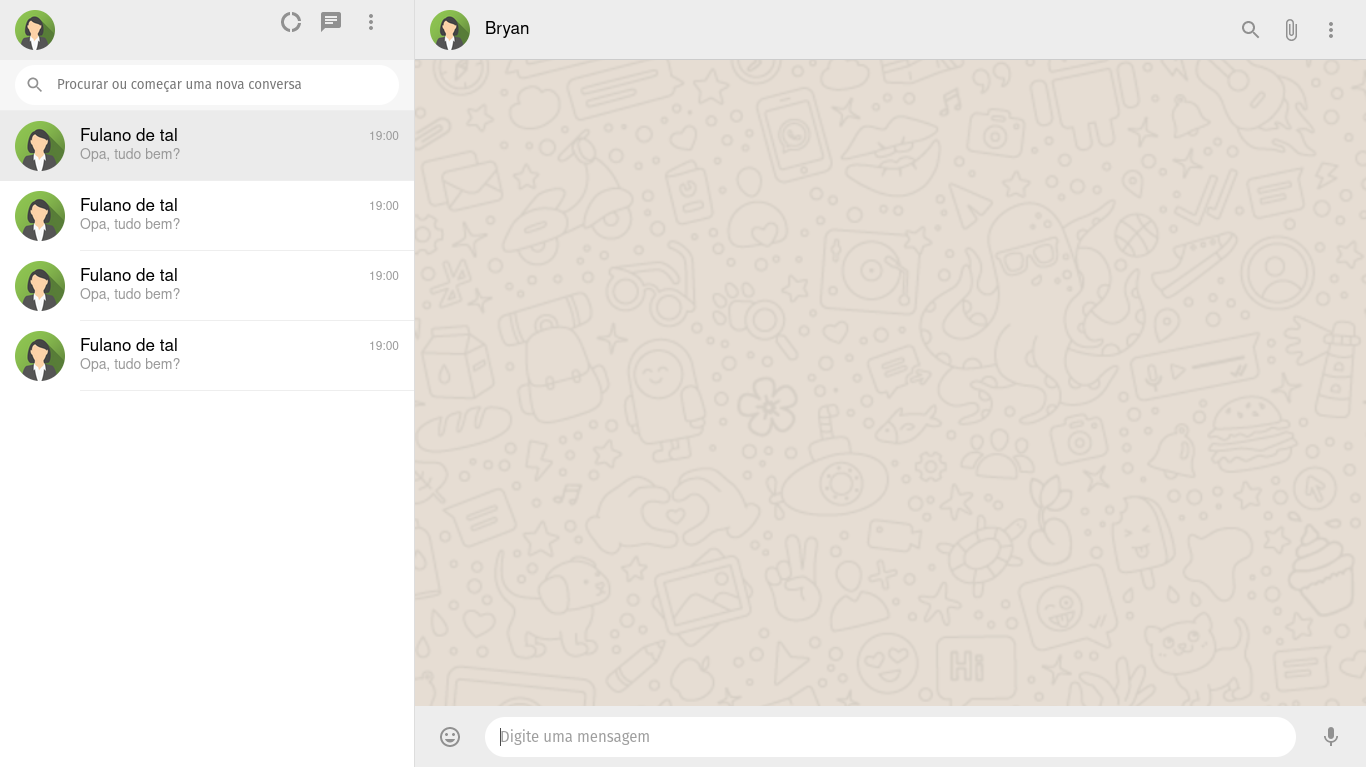 Bryan
Procurar ou começar uma nova conversa
Fulano de tal
19:00
Opa, tudo bem?
Fulano de tal
19:00
Opa, tudo bem?
Fulano de tal
19:00
Opa, tudo bem?
Fulano de tal
19:00
Opa, tudo bem?
Hi
Digite uma mensagem